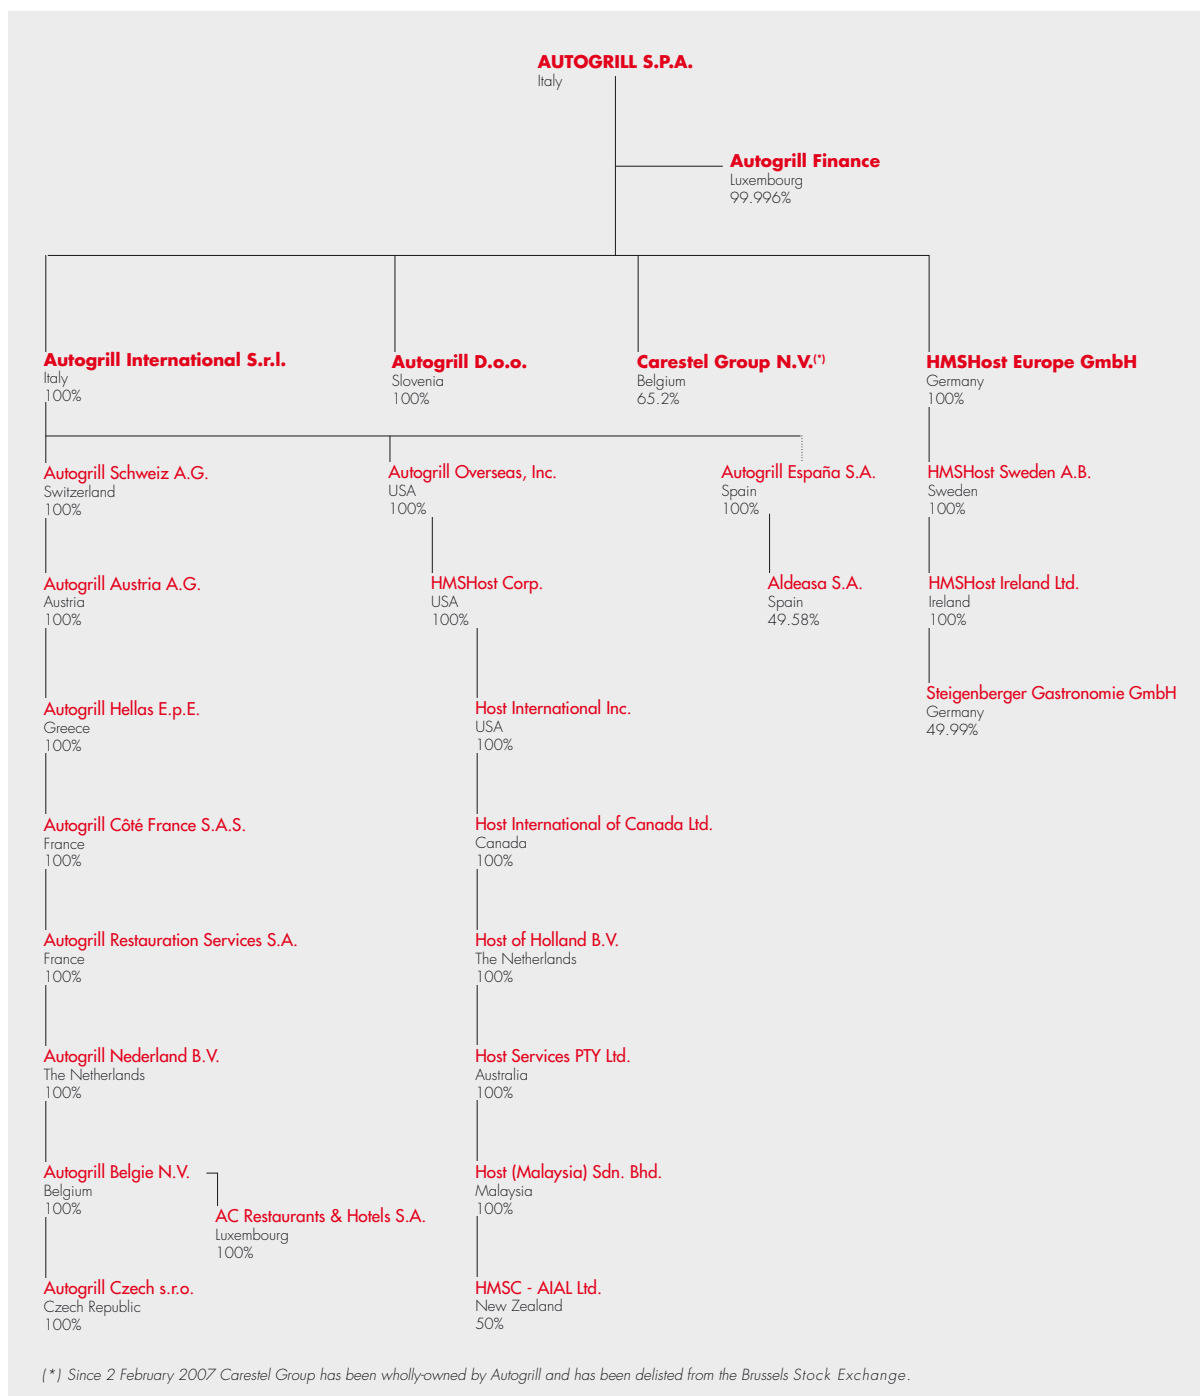 AUTOGRILL S.P.A.
Italy
Autogrill Finance
Luxembourg
99.996%
Autogrill International S.r.l.
Italy
100%
Autogrill D.o.o.
Slovenia
100%
Carestel Group N.V.(*)
Belgium
65.2%
HMSHost Europe GmbH
Germany
100%
Autogrill Schweiz A.G.
Switzerland
100%
Autogrill Overseas, Inc.
USA
100%
Autogrill España S.A.
Spain
100%
HMSHost Sweden A.B.
Sweden
100%
Autogrill Austria A.G.
Austria
100%
HMSHost Corp.
USA
100%
Aldeasa S.A.
Spain
49.58%
HMSHost Ireland Ltd.
Ireland
100%
Autogrill Hellas E.p.E.
Greece
100%
Host International Inc.
USA
100%
Steigenberger Gastronomie GmbH
Germany
49.99%
Autogrill Côté France S.A.S.
France
100%
Host International of Canada Ltd.
Canada
100%
Autogrill Restauration Services S.A.
France
100%
Host of Holland B.V.
The Netherlands
100%
Autogrill Nederland B.V.
The Netherlands
100%
Host Services PTY Ltd.
Australia
100%
Autogrill Belgie N.V.
Belgium
100%
AC Restaurants & Hotels S.A.
Luxembourg
100%
Host (Malaysia) Sdn. Bhd.
Malaysia
100%
Autogrill Czech s.r.o.
Czech Republic
100%
HMSC - AIAL Ltd.
New Zealand
50%
(*) Since 2 February 2007 Carestel Group has been wholly-owned by Autogrill and has been delisted from the Brussels Stock Exchange.